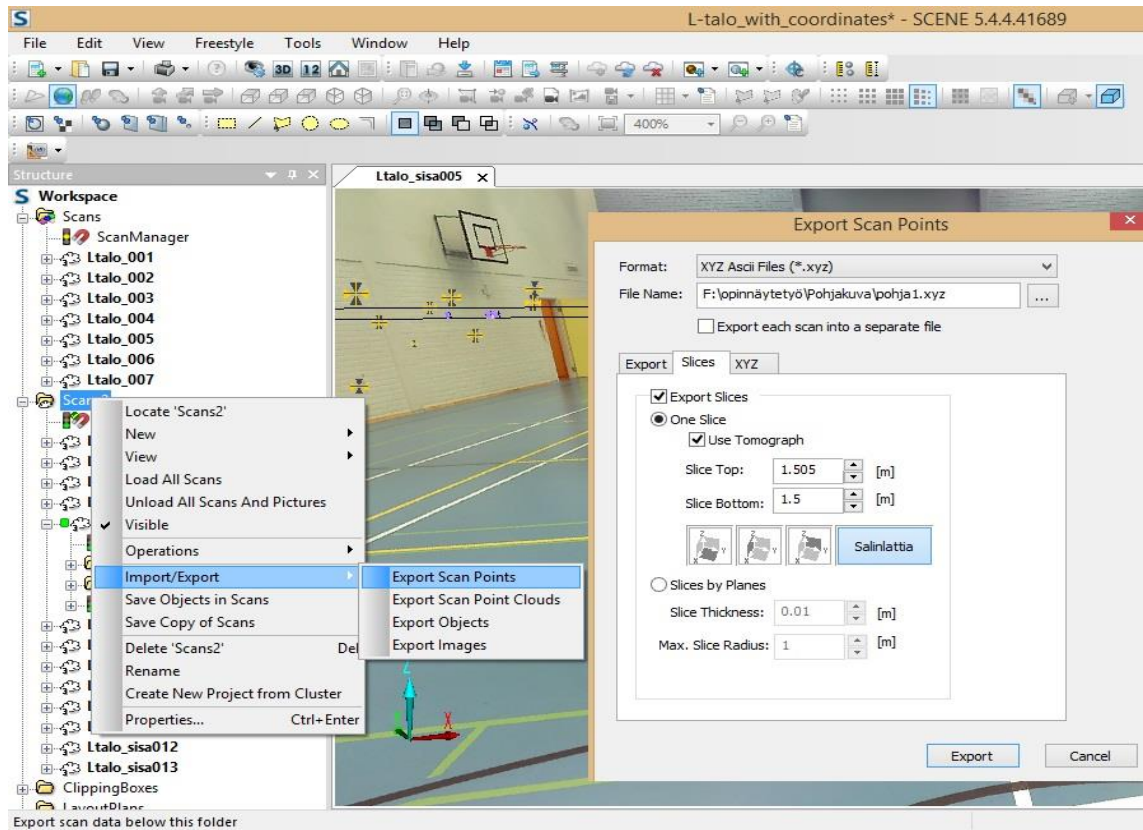 S
L-talo_with_coordinates* - SCENE 5.4.4.41689
File Edit View Freestyle Tools Window Help
3D 12
400%
Structure
Ltalo_sisa005
S Workspace
Scans
ScanManager
Ltalo_001
Ltalo_002
Ltalo_003
Ltalo_004
Ltalo_005
Ltalo_006
Ltalo_007
Locate 'Scans2'
New
View
Load All Scans
Unload All Scans And Pictures
Visible
Operations
Import/Export
Save Objects in Scans
Save Copy of Scans
Delete 'Scans2' Del
Rename
Create New Project from Cluster
Properties... Ctrl+Enter
Export Scan Points
Export Scan Point Clouds
Export Objects
Export Images
Ltalo_sisa012
Ltalo_sisa013
ClippingBoxes
LayoutPlans
Export scan data below this folder
Z
X
Export Scan Points
Format: XYZ Ascii Files (*.xyz)
File Name: F:\opinnäytetyö\Pohjakuva\pohja1.xyz ...
Export each scan into a separate file
Export Slices XYZ
Export Slices
One Slice
Use Tomograph
Slice Top: 1.505 [m]
Slice Bottom: 1.5 [m]
Salinlattia
Slices by Planes
Slice Thickness: 0.01 [m]
Max. Slice Radius: 1 [m]
Export Cancel